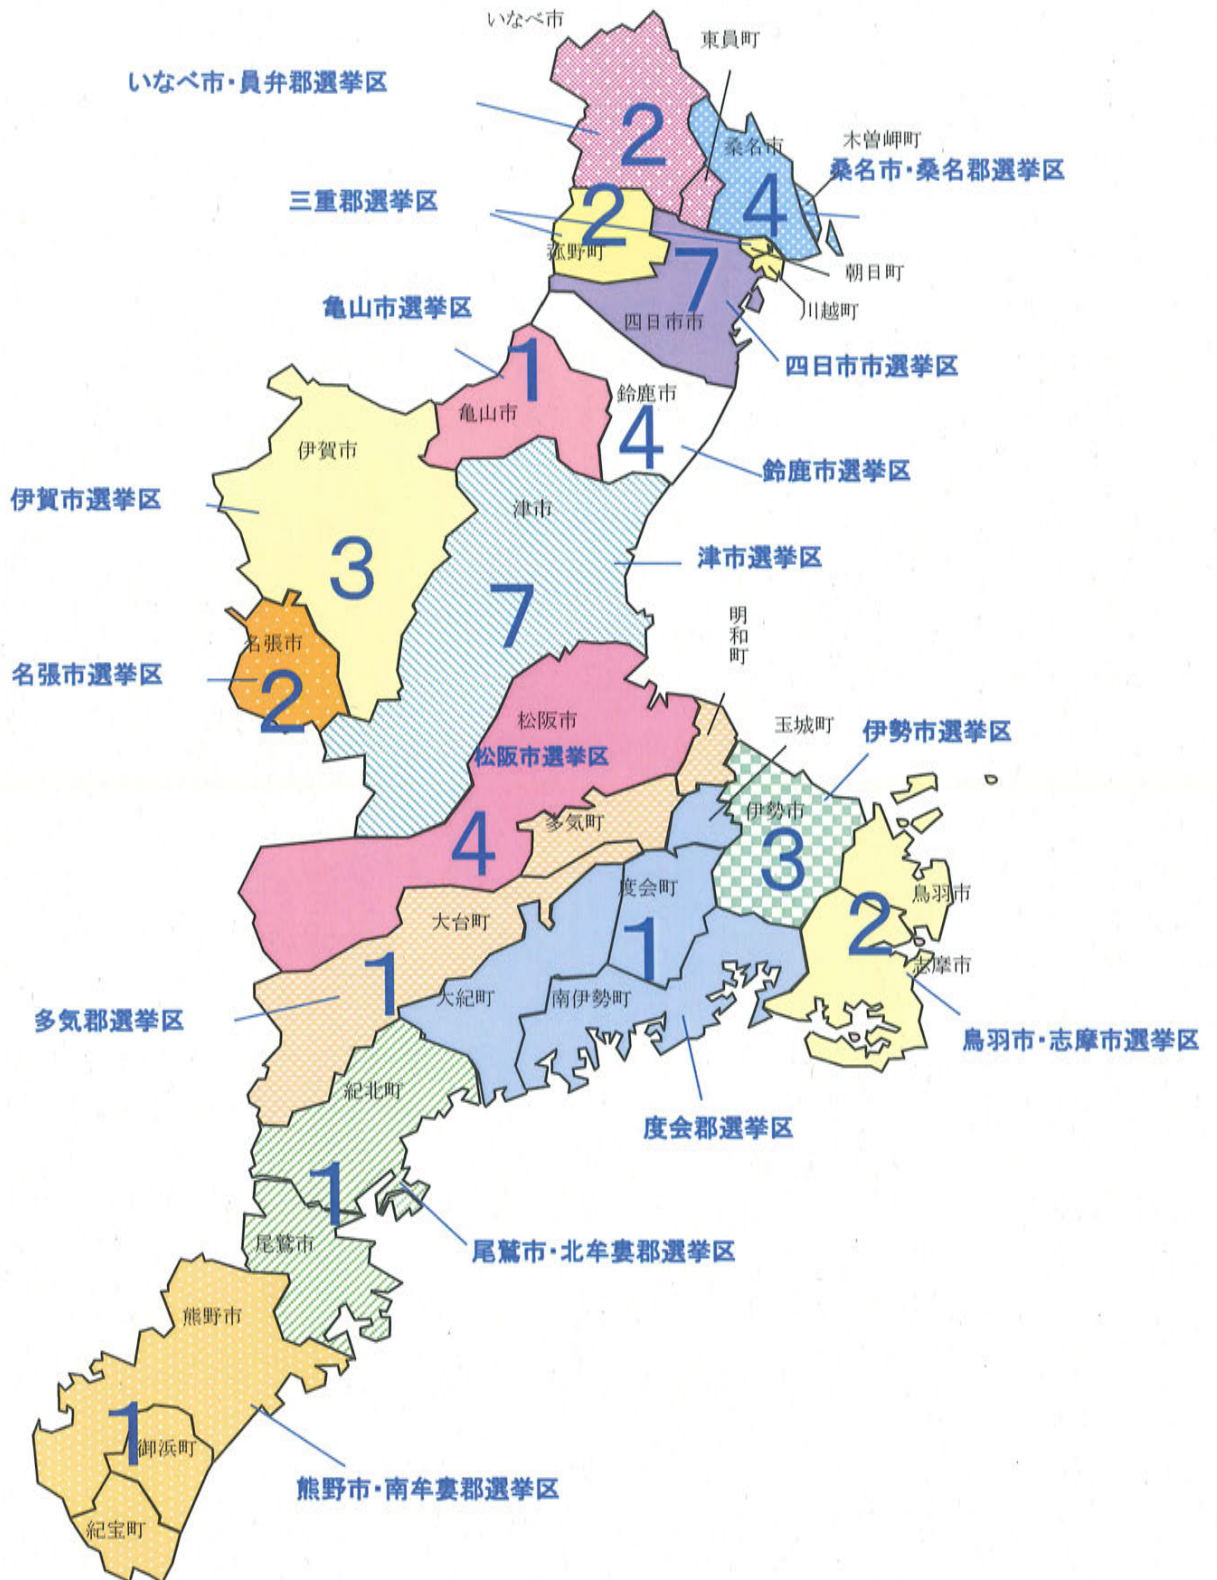 いなべ市
東員町
いなべ市・員弁郡選挙区
2
桑名市
木曽岬町
桑名市・桑名郡選挙区
4
三重郡選挙区
2
菰野町
7
朝日町
川越町
亀山市選挙区
四日市市
四日市市選挙区
1
亀山市
鈴鹿市
4
鈴鹿市選挙区
伊賀市
伊賀市選挙区
津市
3
津市選挙区
7
明和町
名張市
名張市選挙区
2
松阪市
玉城町
伊勢市選挙区
松阪市選挙区
多気町
伊勢市
4
3
度会町
鳥羽市
大台町
1
2
志摩市
1
大紀町
南伊勢町
多気郡選挙区
鳥羽市・志摩市選挙区
紀北町
度会郡選挙区
1
尾鷲市
尾鷲市・北牟婁郡選挙区
熊野市
1
御浜町
熊野市・南牟婁郡選挙区
紀宝町